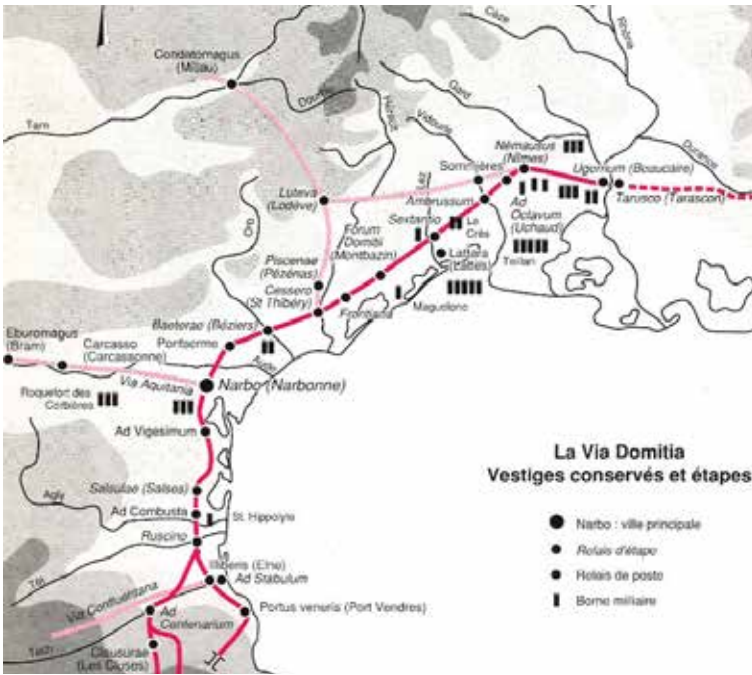 Condatomagus
(Millau)
Tarn
Dourbie
Hérault
Cèze
Rhône
Gard
Vidourle
Durance
Némausus
(Nîmes)
Ugernum (Beaucaire)
Tarusco (Tarascon)
Sommières
Ambrussum
Ad
Octavum
(Uchaud)
Luteva
(Lodève)
Lez
Sextantio
Le
Crès
Orb
Forum
Domitii
(Montbazin)
Lattara
(Lattes)
Teillan
Piscenae
(Pézénas)
Cessero
(St Thibéry)
Frontiana
Maguelone
Baeterae (Béziers)
Eburomagus
(Bram)
Carcasso
(Carcassonne)
Portserme
Aude
Via Aquitania
Narbo (Narbonne)
Roquefort des
Corbières
Ad Vigesimum
La Via Domitia
Vestiges conservés et étapes
Agly
Salsulae (Salses)
Ad Combusta
St. Hippolyte
Narbo : ville principale
Ruscino
Relais d'étape
Têt
Illiberis (Elne)
Ad Stabulum
Relais de poste
Via Confluentana
Borne milliaire
Ad
Centenarium
Portus veneris (Port Vendres)
Tech
Clausurae
(Les Cluses)